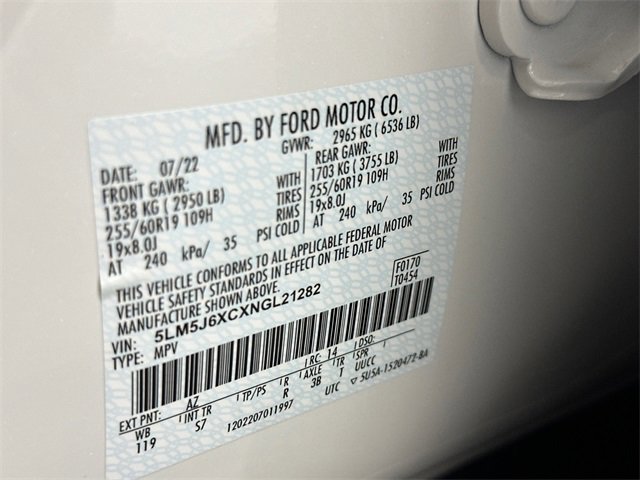 MFD. BY FORD MOTOR CO.
DATE: 07/22 GVWR: 2965 KG ( 6536 LB)
FRONT GAWR: WITH REAR GAWR: WITH
1338 KG ( 2950 LB) TIRES 1703 KG ( 3755 LB) TIRES
255/60R19 109H RIMS 255/60R19 109H RIMS
19x8.0J 19x8.0J
AT 240 kPa/ 35 PSI COLD AT 240 kPa/ 35 PSI COLD
THIS VEHICLE CONFORMS TO ALL APPLICABLE FEDERAL MOTOR
VEHICLE SAFETY STANDARDS IN EFFECT ON THE DATE OF
MANUFACTURE SHOWN ABOVE.
F0170
T0454
VIN: 5LM5J6XCXNGL21282
TYPE: MPV
EXT PNT: AZ RC: 14 DSO:
WB INT TR TP/PS R AXLE TR SPR
119 S7 R 3B T UUCC
1202207011997 UTC 5U5A-1520472-BA